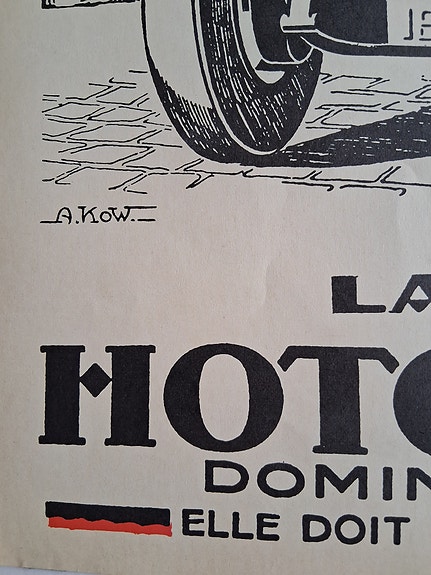 A. KOW.
LA
HOTC
DOMIN
ELLE DOIT